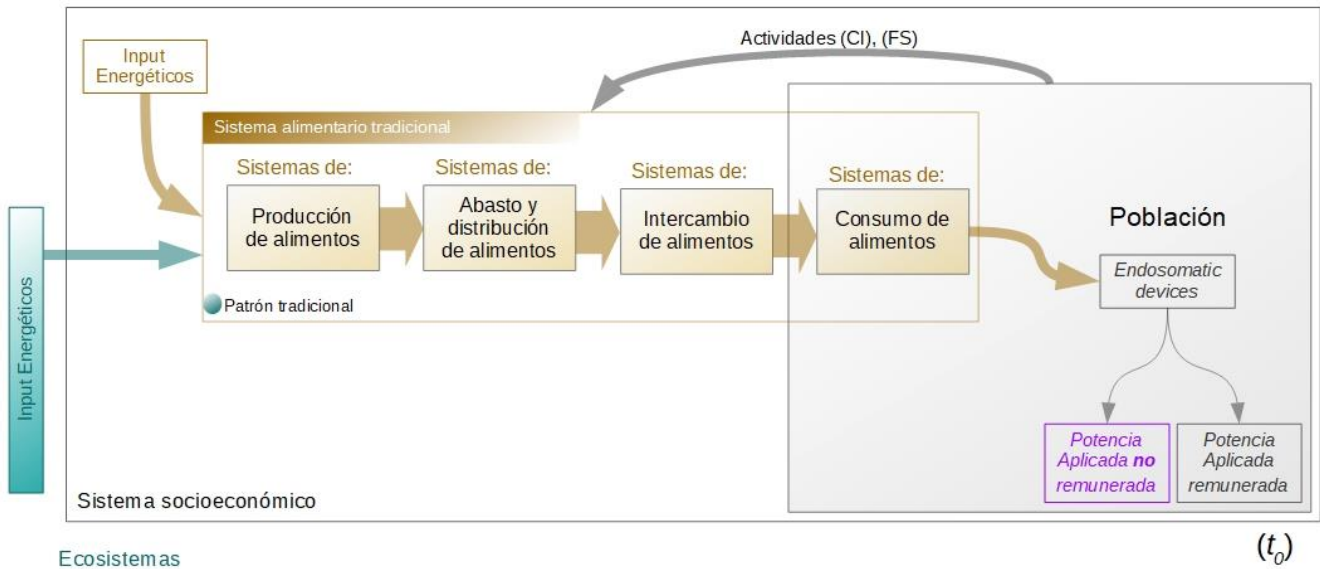 Actividades (CI), (FS)
Input
Energéticos
Sistema alimentario tradicional
Sistemas de:
Producción
de alimentos
Sistemas de:
Abasto y
distribución
de alimentos
Sistemas de:
Intercambio
de alimentos
Sistemas de:
Consumo de
alimentos
Población
Endosomatic
devices
Patrón tradicional
Input Energéticos
Potencia
Aplicada no
remunerada
Potencia
Aplicada
remunerada
Sistema socioeconómico
Ecosistemas
(t0)